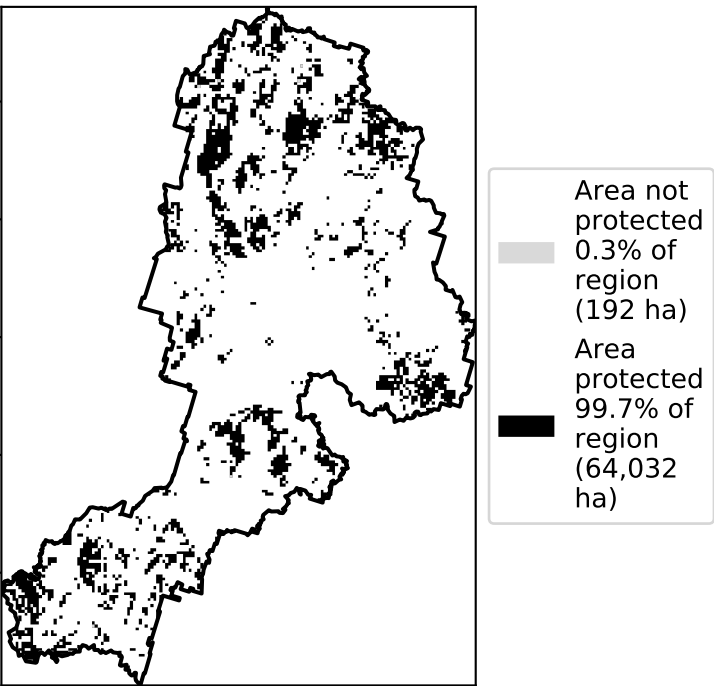 Area not
protected
0.3% of
region
(192 ha)
Area
protected
99.7% of
region
(64,032
ha)